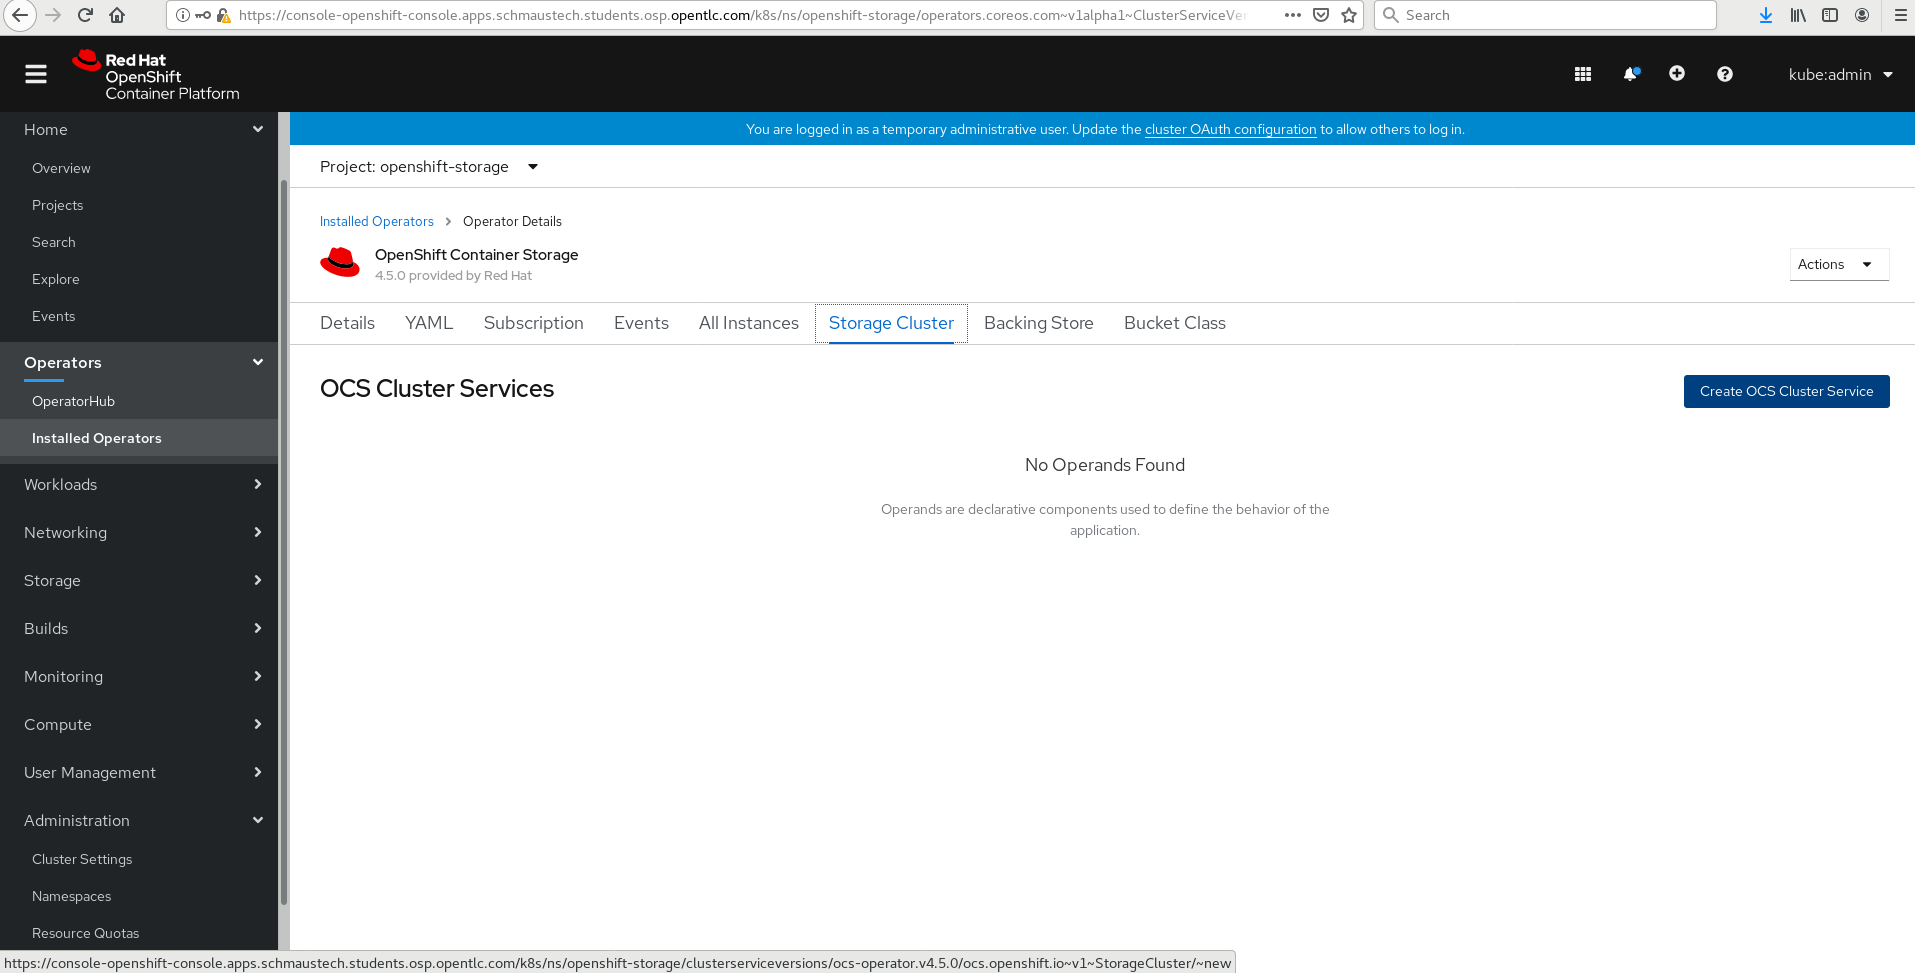 https://console-openshift-console.apps.schmaustech.students.osp.opentlc.com/k8s/ns/openshift-storage/operators.coreos.com~v1alpha1~ClusterServiceVer
Search
Red Hat
OpenShift
Container Platform
kube:admin
Home
Overview
Projects
Search
Explore
Events
Operators
OperatorHub
Installed Operators
Workloads
Networking
Storage
Builds
Monitoring
Compute
User Management
Administration
Cluster Settings
Namespaces
Resource Quotas
You are logged in as a temporary administrative user. Update the cluster OAuth configuration to allow others to log in.
Project: openshift-storage
Installed Operators
Operator Details
OpenShift Container Storage
4.5.0 provided by Red Hat
Actions
Details
YAML
Subscription
Events
All Instances
Storage Cluster
Backing Store
Bucket Class
OCS Cluster Services
Create OCS Cluster Service
No Operands Found
Operands are declarative components used to define the behavior of the
application.
https://console-openshift-console.apps.schmaustech.students.osp.opentlc.com/k8s/ns/openshift-storage/clusterserviceversions/ocs-operator.v4.5.0/ocs.openshift.io~v1~StorageCluster/~new